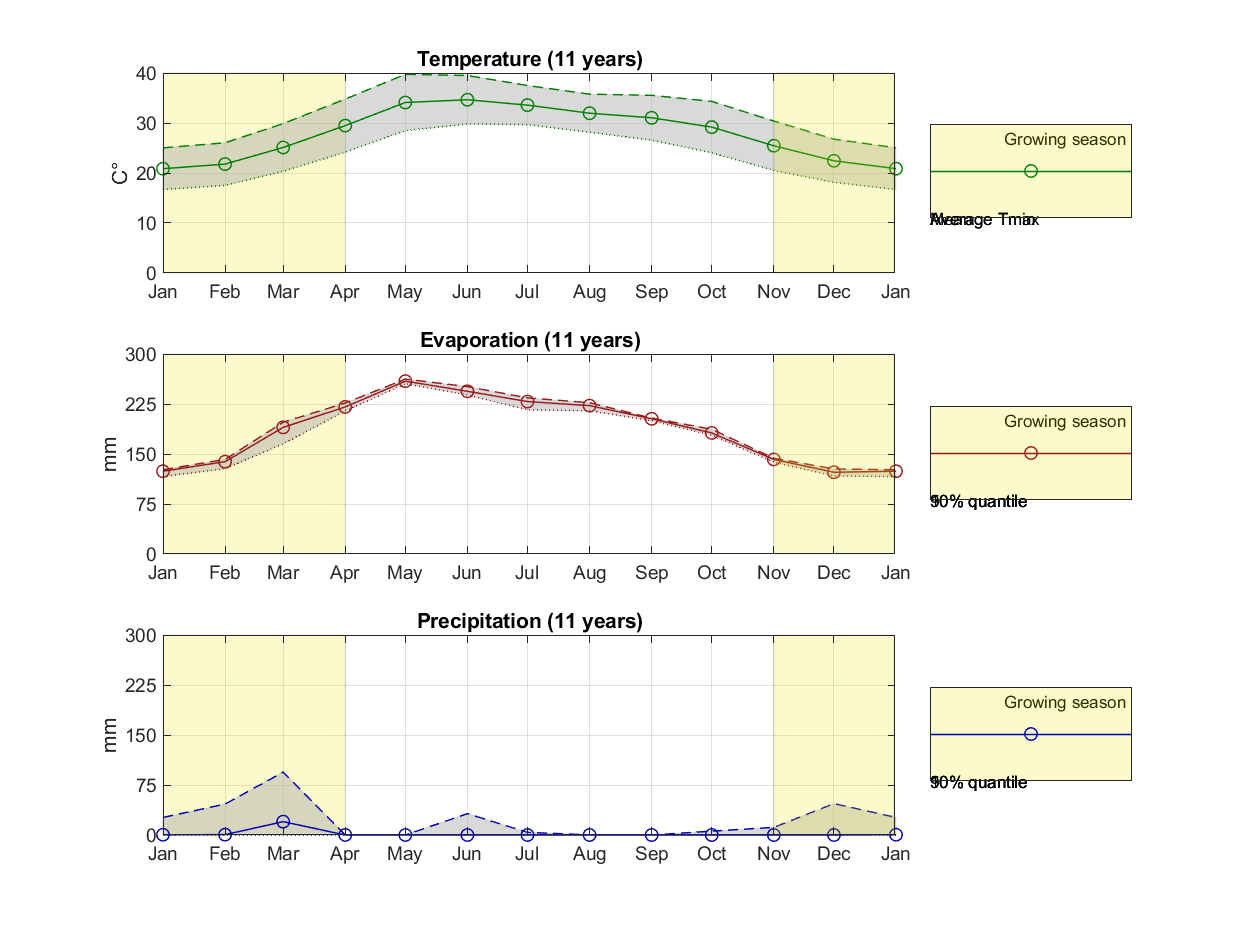 Temperature (11 years)
40
30
20
10
0
C°
Jan Feb Mar Apr May Jun Jul Aug Sep Oct Nov Dec Jan
Growing season
Evaporation (11 years)
300
225
150
75
0
mm
Jan Feb Mar Apr May Jun Jul Aug Sep Oct Nov Dec Jan
Growing season
quantile
Precipitation (11 years)
300
225
150
75
0
mm
Jan Feb Mar Apr May Jun Jul Aug Sep Oct Nov Dec Jan
Growing season
quantile